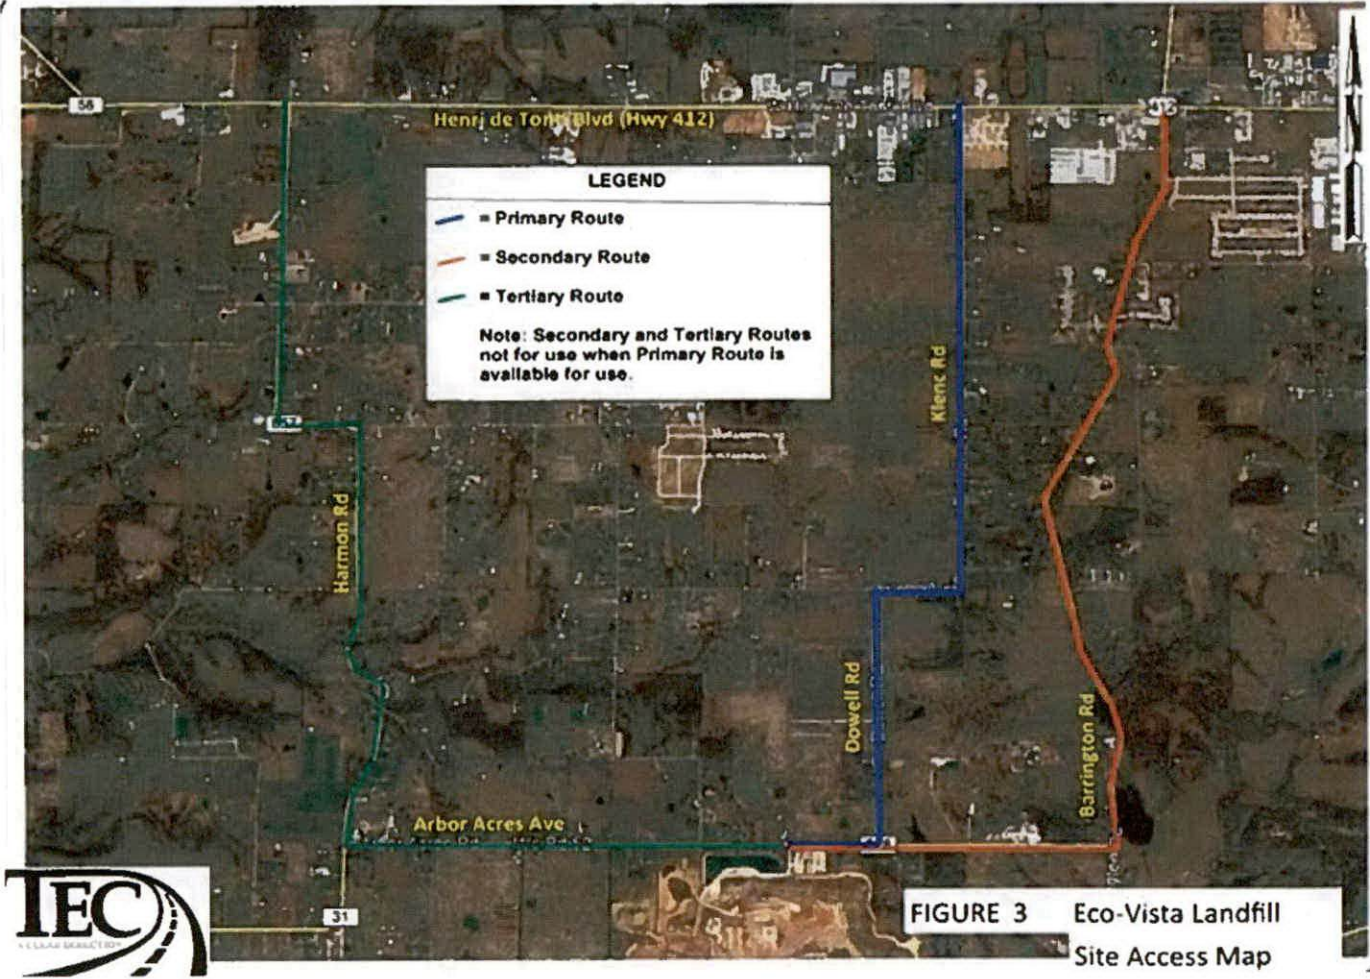 56
Henri de Tonti Blvd (Hwy 412)
LEGEND
= Primary Route
= Secondary Route
= Tertiary Route
Note: Secondary and Tertiary Routes
not for use when Primary Route is
available for use.
Klenc Rd
Harmon Rd
Dowell Rd
Barrington Rd
Arbor Acres Ave
31
TEC
FIGURE 3 Eco-Vista Landfill
Site Access Map